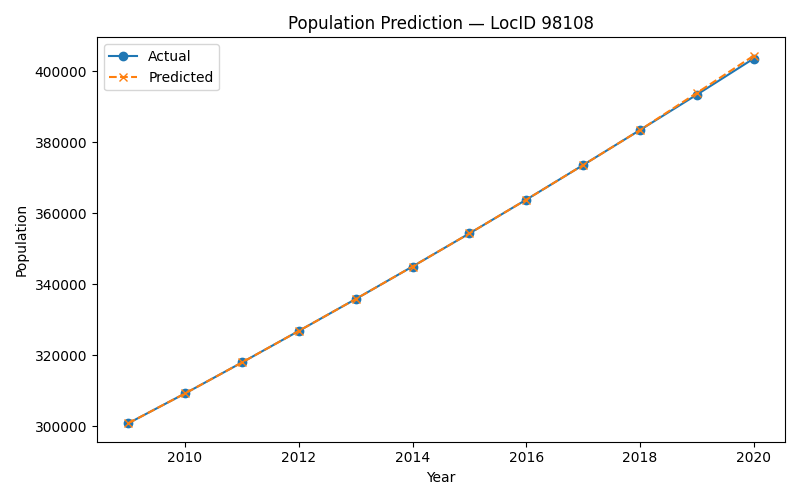 Population Prediction — LocID 98108
Actual
Predicted
400000
380000
360000
340000
320000
300000
Population
2010
2012
2014
2016
2018
2020
Year